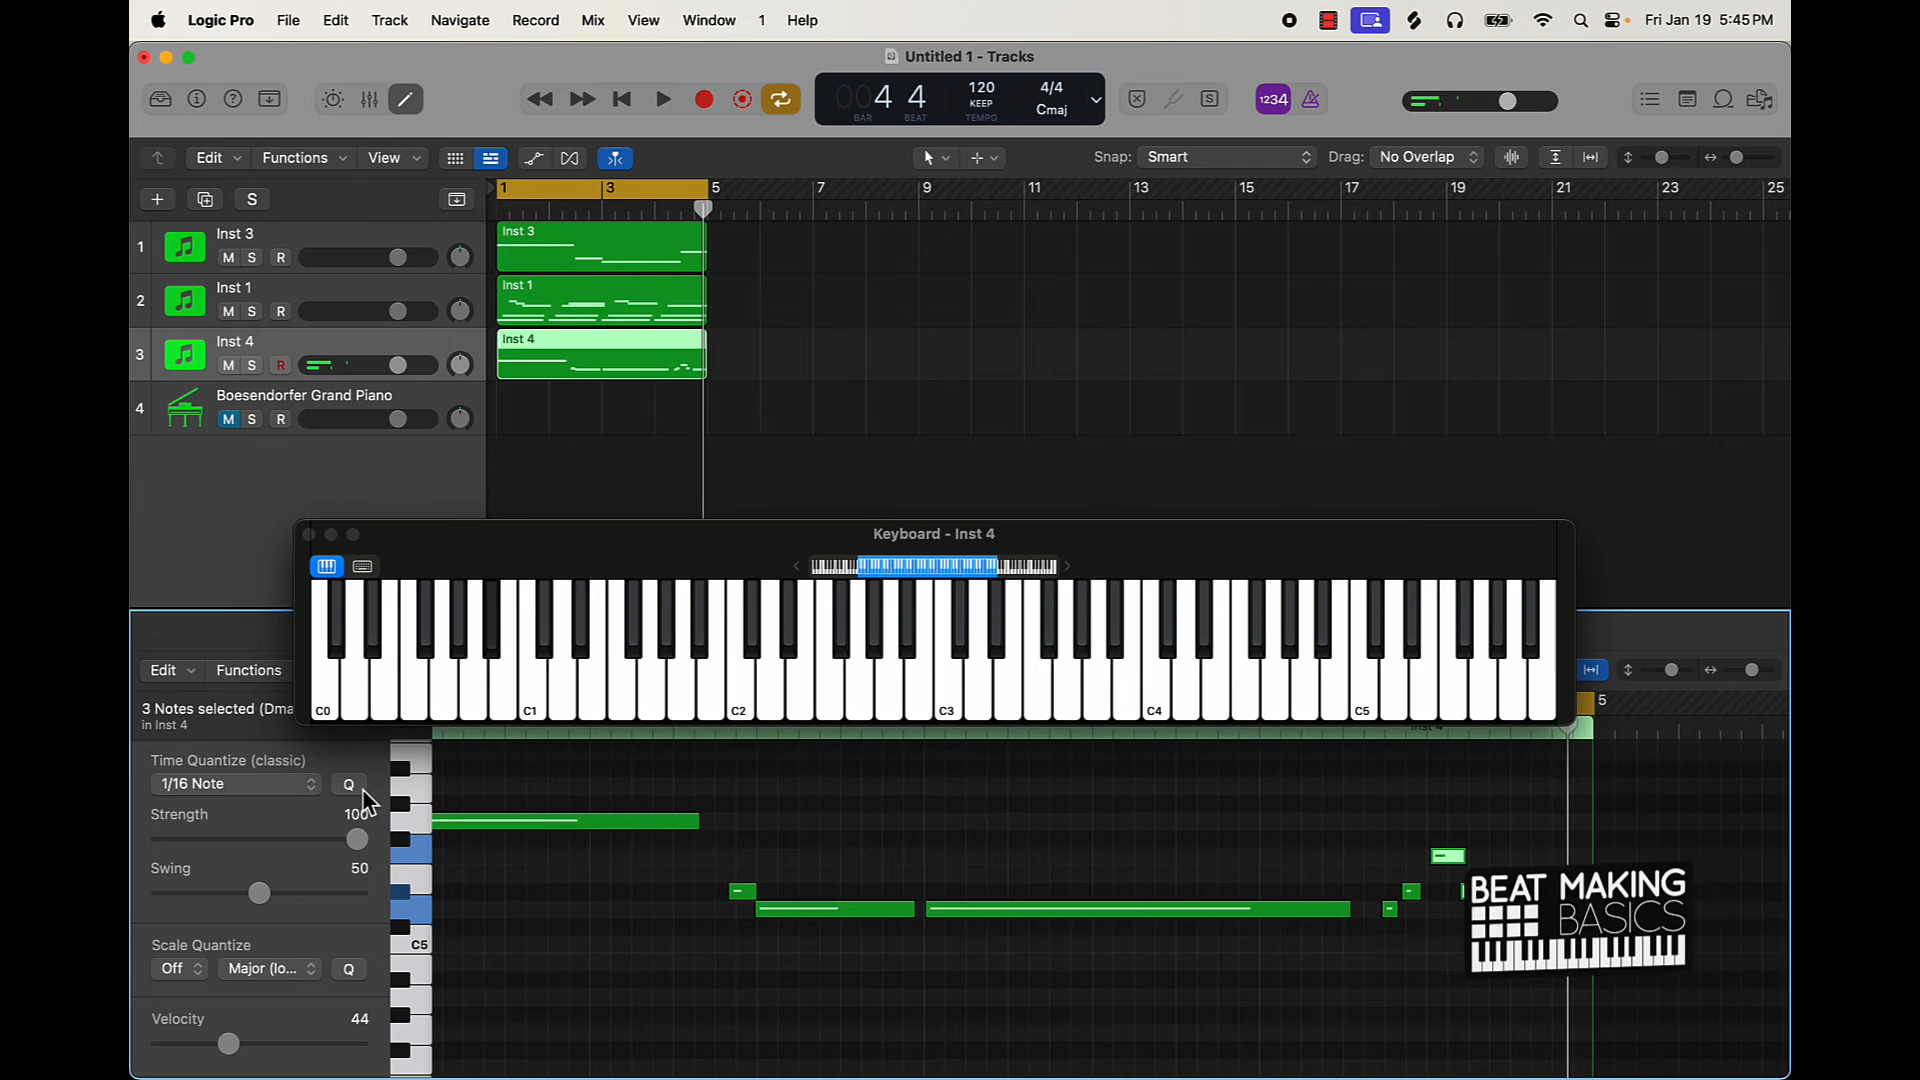 Logic Pro File Edit Track Navigate Record Mix View Window 1 Help Fri Jan 19 5:45 PM
Untitled 1 - Tracks
004 4 120 4/4
KEEP Cmaj
BAR BEAT TEMPO
1234
Edit Functions View Snap: Smart Drag: No Overlap
S 1 3 5 7 9 11 13 15 17 19 21 23 25
1 Inst 3 Inst 3
M S R
2 Inst 1 Inst 1
M S R
3 Inst 4 Inst 4
M S R
4 Boesendorfer Grand Piano
M S R
Keyboard - Inst 4
C0 C1 C2 C3 C4 C5
Edit Functions
3 Notes selected (Dma
in Inst 4
5
Inst 4
Time Quantize (classic)
1/16 Note Q
Strength 100
Swing 50
Scale Quantize
Off Major (lo... Q
C5
Velocity 44
BEAT MAKING
BASICS